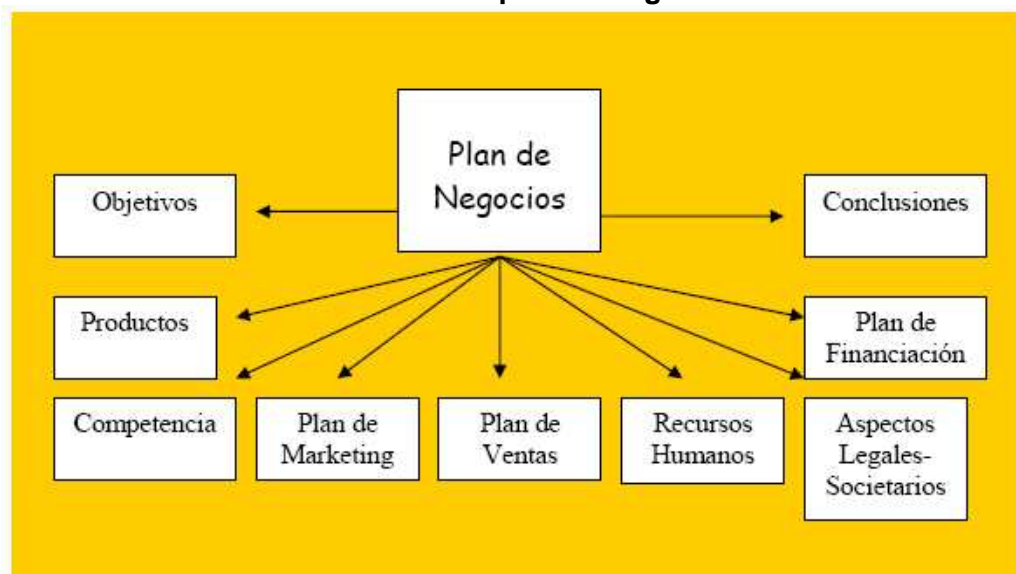 Plan de
Negocios
Objetivos
Conclusiones
Productos
Plan de
Financiación
Competencia
Plan de
Marketing
Plan de
Ventas
Recursos
Humanos
Aspectos
Legales-
Societarios